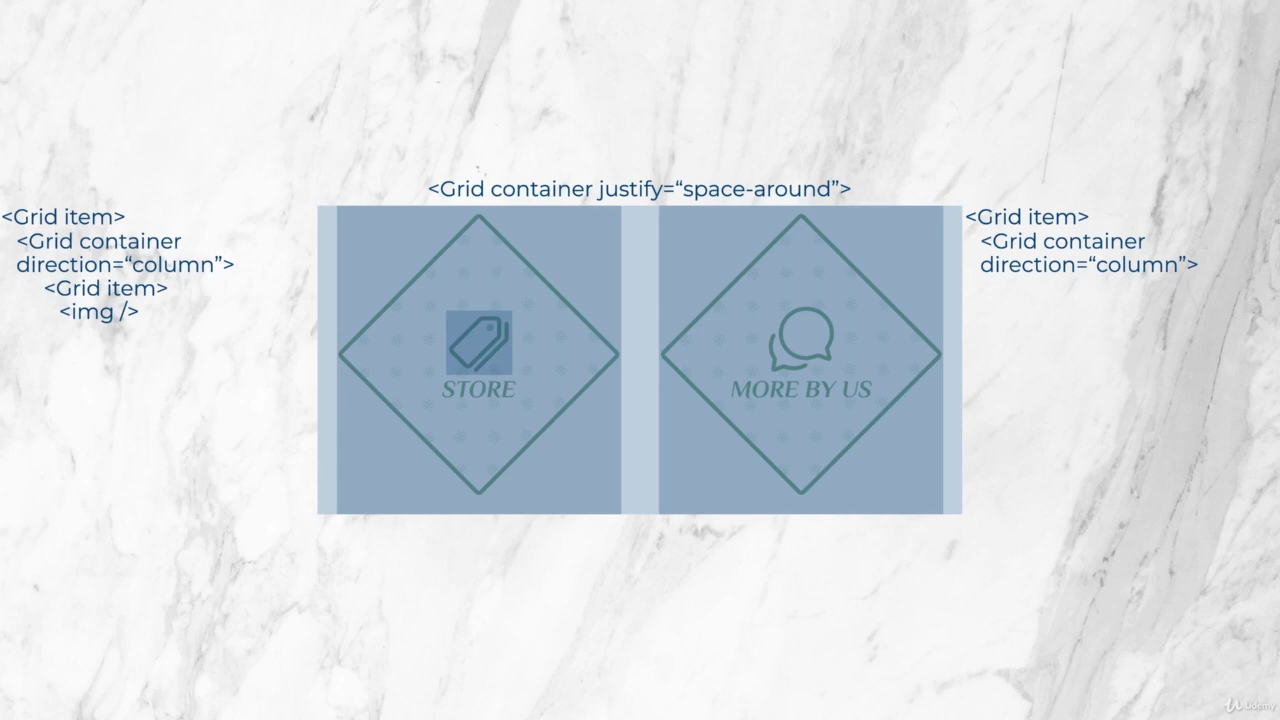 <Grid container justify=“space-around”>
<Grid item>
<Grid container
direction=“column”>
<Grid item>
<img />
<Grid item>
<Grid container
direction=“column”>
STORE
MORE BY US
Udemy